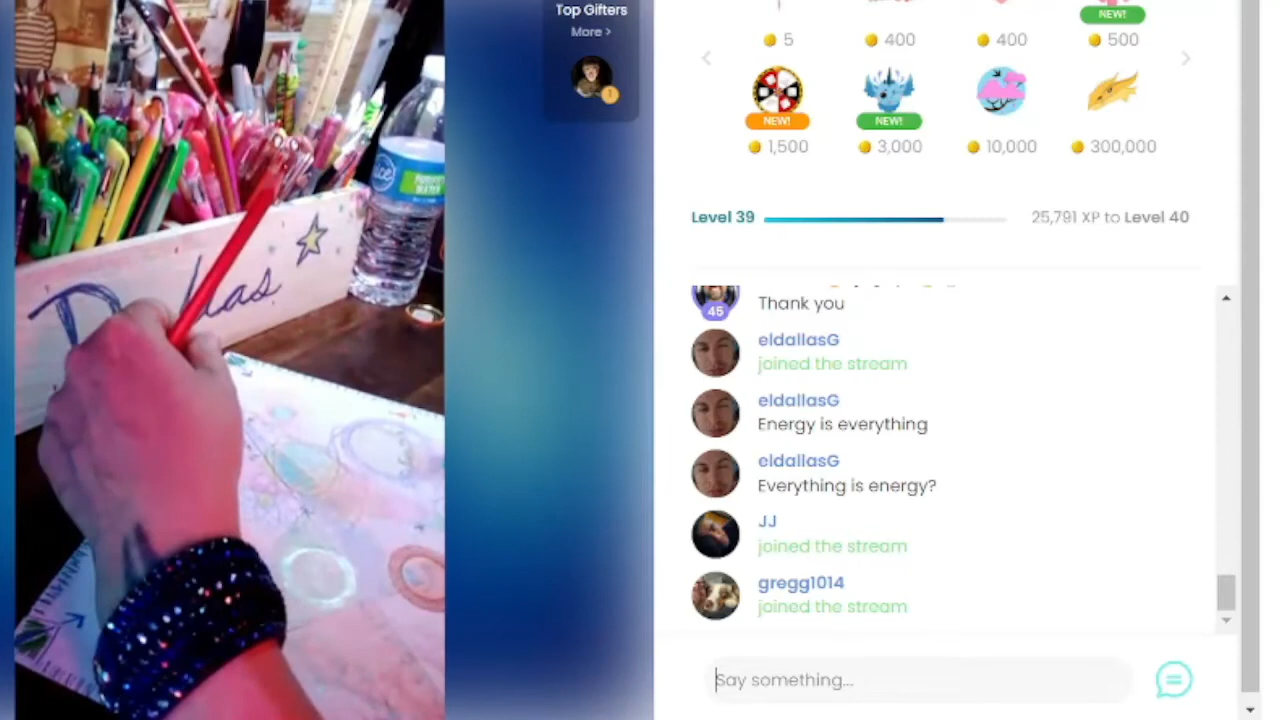 Top Gifters
More >
1
5
400
400
NEW!
500
NEW!
1,500
NEW!
3,000
10,000
300,000
Level 39
25,791 XP to Level 40
45
Thank you
eldallasG
joined the stream
eldallasG
Energy is everything
eldallasG
Everything is energy?
JJ
joined the stream
gregg1014
joined the stream
Say something...